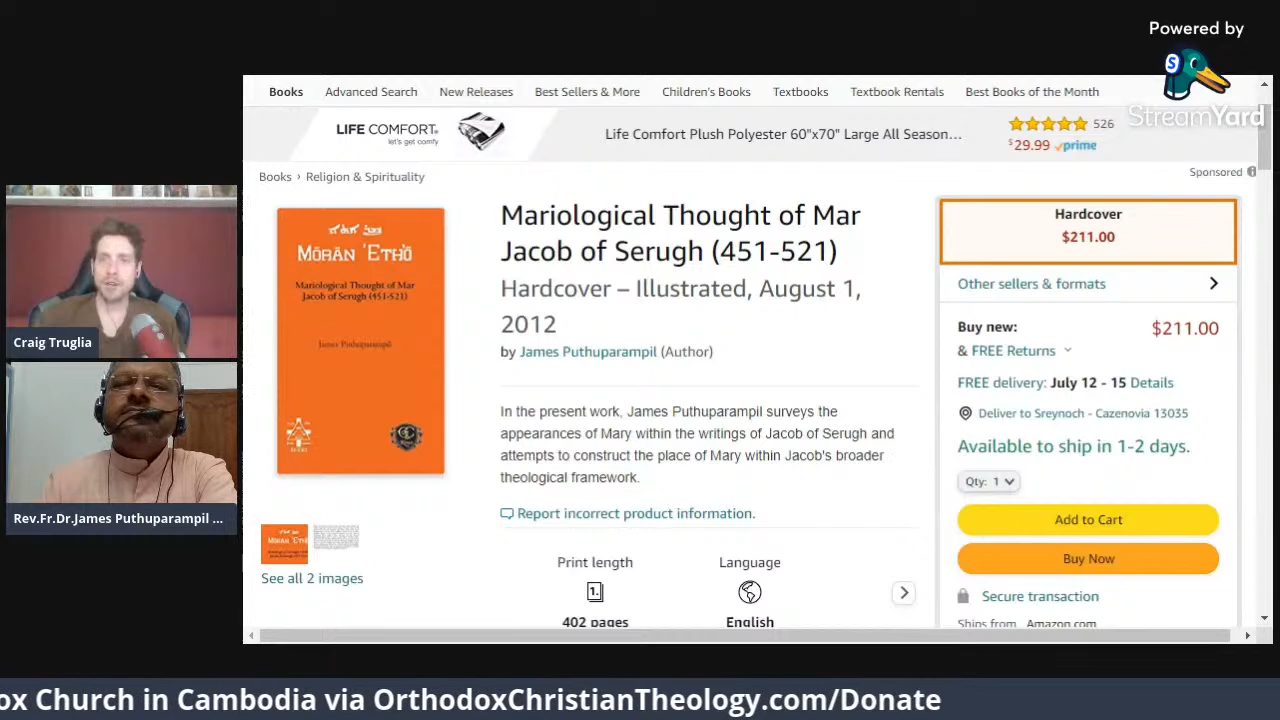 Powered by
S
StreamYard
Books Advanced Search New Releases Best Sellers & More Children's Books Textbooks Textbook Rentals Best Books of the Month
LIFE COMFORT.
let's get comfy
Life Comfort Plush Polyester 60"x70" Large All Season...
526
$29.99 prime
Sponsored
Books › Religion & Spirituality
MŌRĀN 'ETHŌ
Mariological Thought of Mar
Jacob of Serugh (451-521)
James Puthuparampil
See all 2 images
Mariological Thought of Mar
Jacob of Serugh (451-521)
Hardcover – Illustrated, August 1,
2012
by James Puthuparampil (Author)
In the present work, James Puthuparampil surveys the
appearances of Mary within the writings of Jacob of Serugh and
attempts to construct the place of Mary within Jacob's broader
theological framework.
Report incorrect product information.
Print length
402 pages
Language
English
Hardcover
$211.00
Other sellers & formats
Buy new: $211.00
& FREE Returns
FREE delivery: July 12 - 15 Details
Deliver to Sreynoch - Cazenovia 13035
Available to ship in 1-2 days.
Qty: 1
Add to Cart
Buy Now
Secure transaction
Ships from Amazon.com
Craig Truglia
Rev.Fr.Dr.James Puthuparampil ...
ox Church in Cambodia via OrthodoxChristianTheology.com/Donate